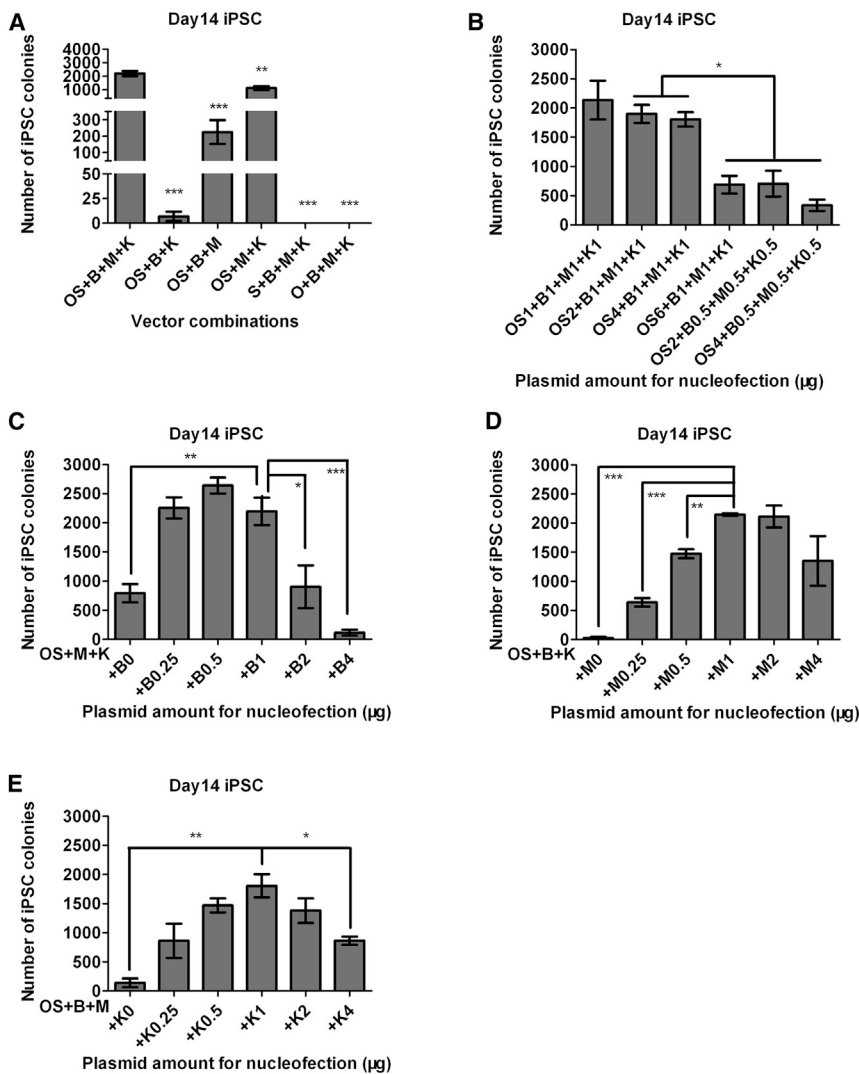 A
Day14 iPSC
Number of iPSC colonies
4000
3000
2000
1000
300
200
100
50
25
0
***
***
**
***
***
OS+B+M+K
OS+B+K
OS+B+M
OS+M+K
S+B+M+K
O+B+M+K
Vector combinations
B
Day14 iPSC
Number of iPSC colonies
3000
2500
2000
1500
1000
500
0
*
OS1+B1+M1+K1
OS2+B1+M1+K1
OS4+B1+M1+K1
OS6+B1+M1+K1
OS2+B0.5+M0.5+K0.5
OS4+B0.5+M0.5+K0.5
Plasmid amount for nucleofection (µg)
C
Day14 iPSC
Number of iPSC colonies
3000
2500
2000
1500
1000
500
0
**
*
***
OS+M+K
+B0
+B0.25
+B0.5
+B1
+B2
+B4
Plasmid amount for nucleofection (µg)
D
Day14 iPSC
Number of iPSC colonies
3000
2500
2000
1500
1000
500
0
***
***
**
OS+B+K
+M0
+M0.25
+M0.5
+M1
+M2
+M4
Plasmid amount for nucleofection (µg)
E
Day14 iPSC
Number of iPSC colonies
3000
2500
2000
1500
1000
500
0
**
*
OS+B+M
+K0
+K0.25
+K0.5
+K1
+K2
+K4
Plasmid amount for nucleofection (µg)